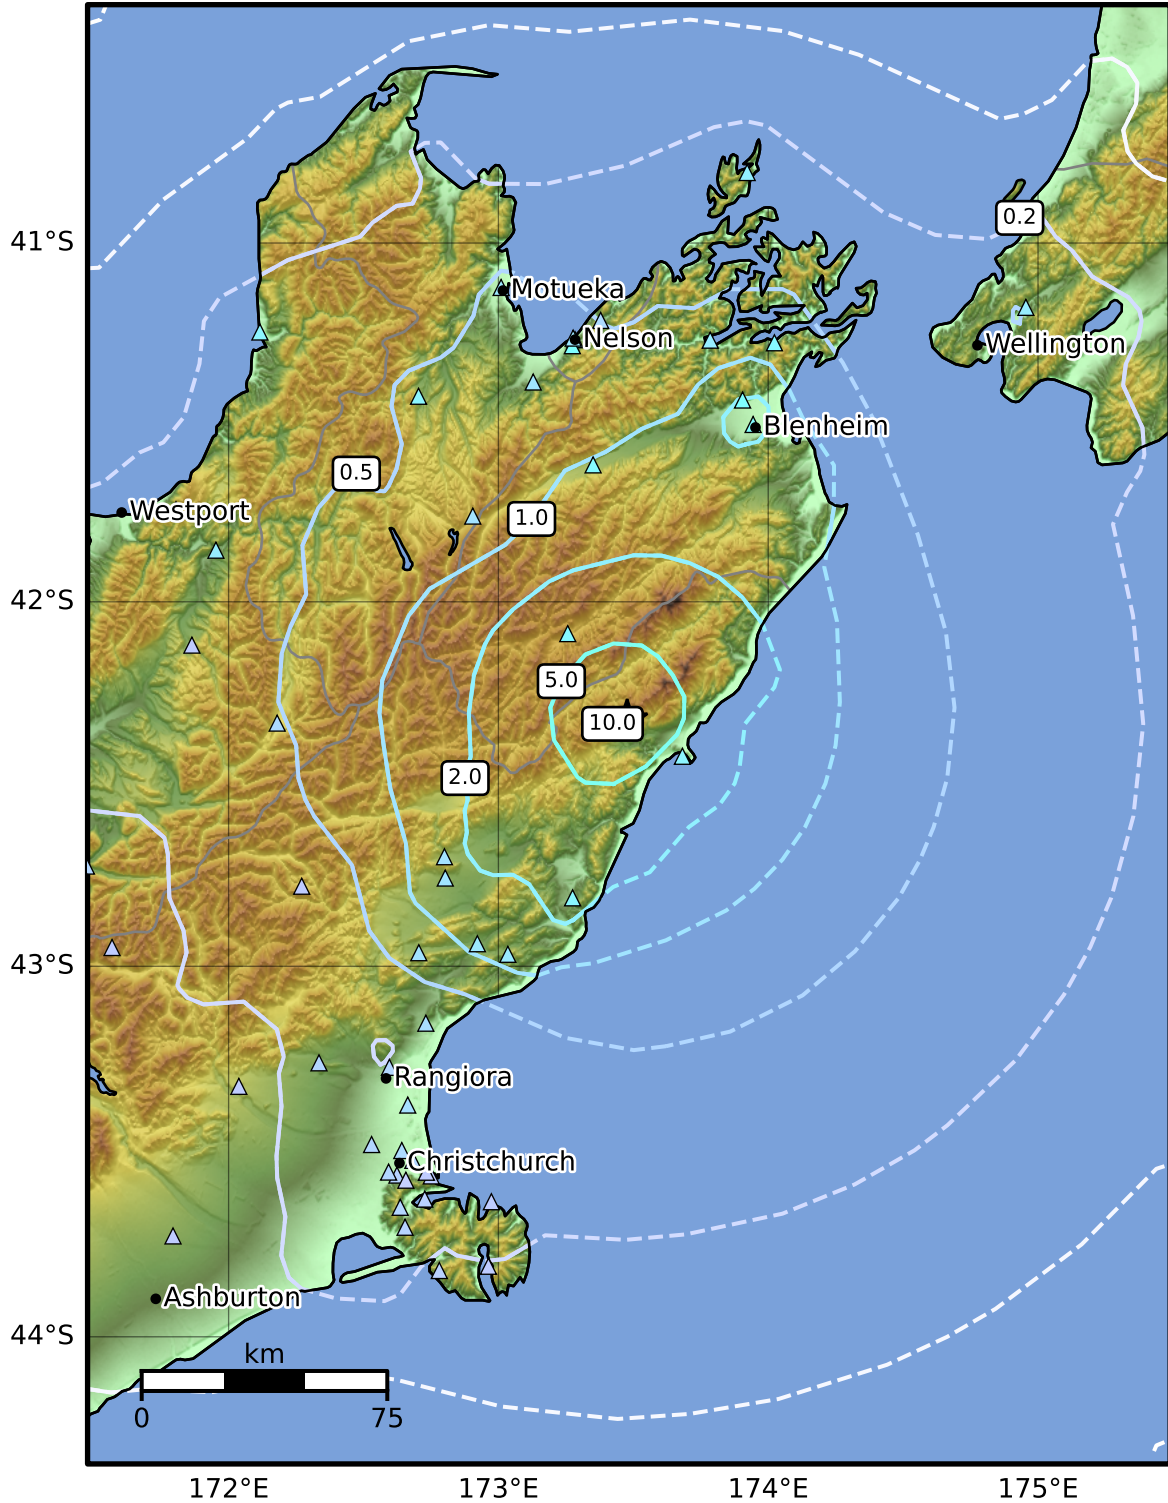 0.2
41°S
Motueka
Nelson
Wellington
Blenheim
0.5
Westport
1.0
42°S
5.0
10.0
2.0
43°S
Rangiora
Christchurch
Ashburton
44°S
km
0 75
172°E 173°E 174°E 175°E